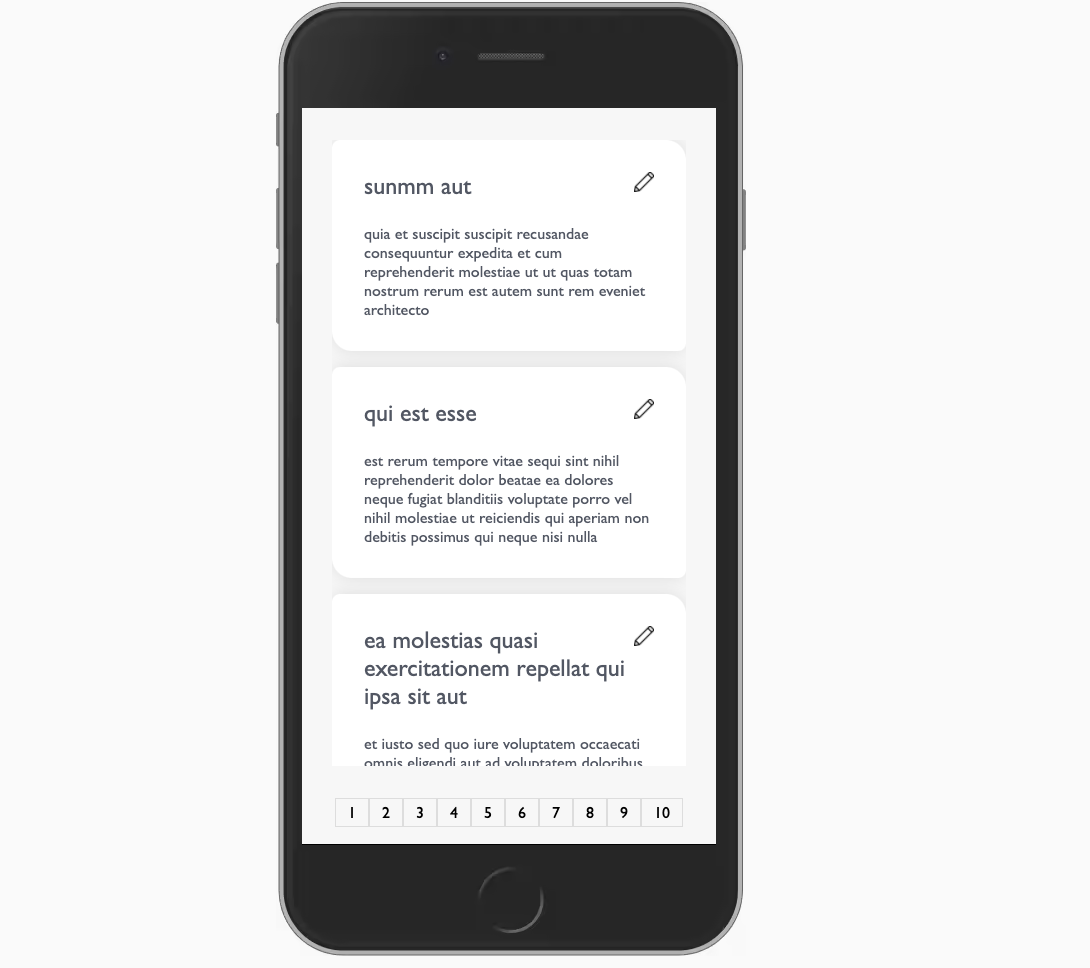 sunmm aut
quia et suscipit suscipit recusandae
consequuntur expedita et cum
reprehenderit molestiae ut ut quas totam
nostrum rerum est autem sunt rem eveniet
architecto
qui est esse
est rerum tempore vitae sequi sint nihil
reprehenderit dolor beatae ea dolores
neque fugiat blanditiis voluptate porro vel
nihil molestiae ut reiciendis qui aperiam non
debitis possimus qui neque nisi nulla
ea molestias quasi
exercitationem repellat qui
ipsa sit aut
et iusto sed quo iure voluptatem occaecati
omnis eligendi aut ad voluptatem doloribus
1 2 3 4 5 6 7 8 9 10